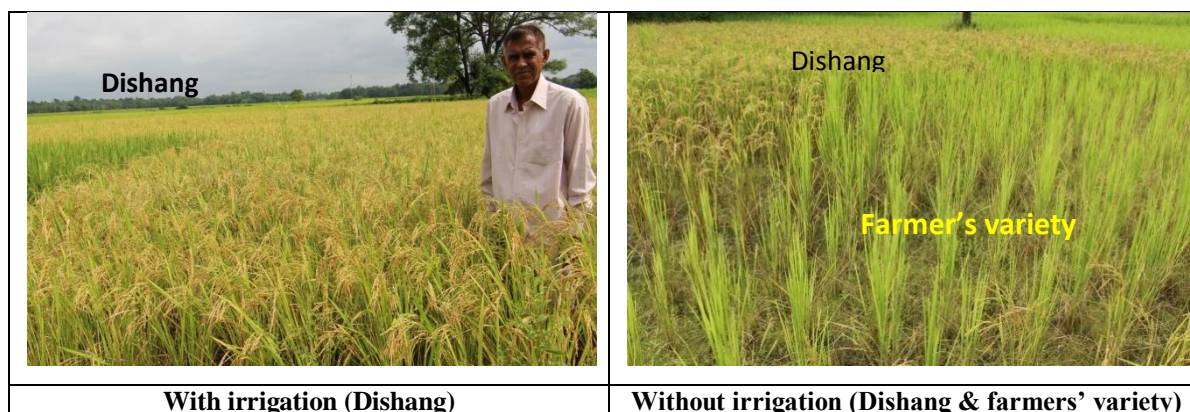 Dishang
Dishang
Farmer's variety
With irrigation (Dishang)
Without irrigation (Dishang & farmers' variety)